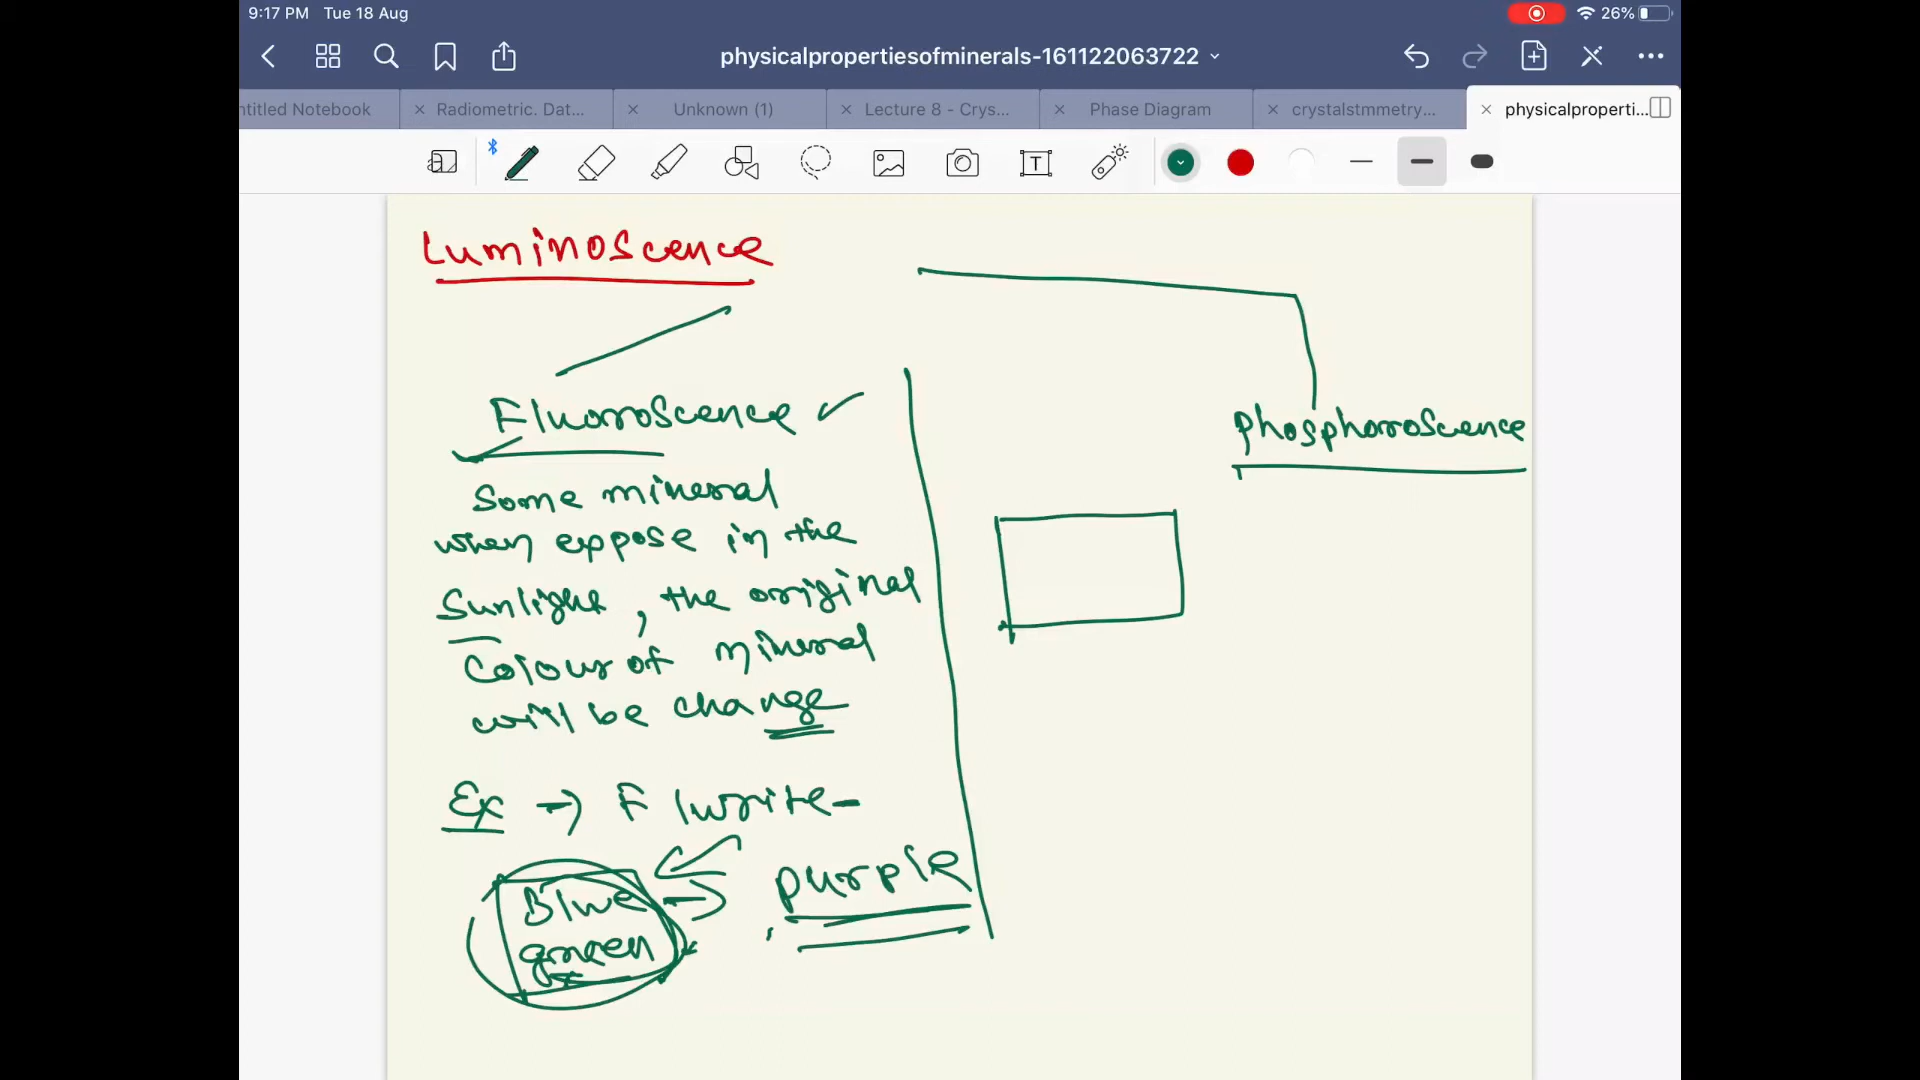 9:17 PM Tue 18 Aug
26%
physicalpropertiesofminerals-161122063722
ntitled Notebook
Radiometric. Dat...
Unknown (1)
Lecture 8 - Crys...
Phase Diagram
crystalstmmetry...
physicalproperti...
T
Luminoscence
Fluoroscence
Some mineral
when expose in the
Sunlight, the original
Colour of mineral
will be change
Ex → Flurite-
Blue
green
purple
phosphoroscence